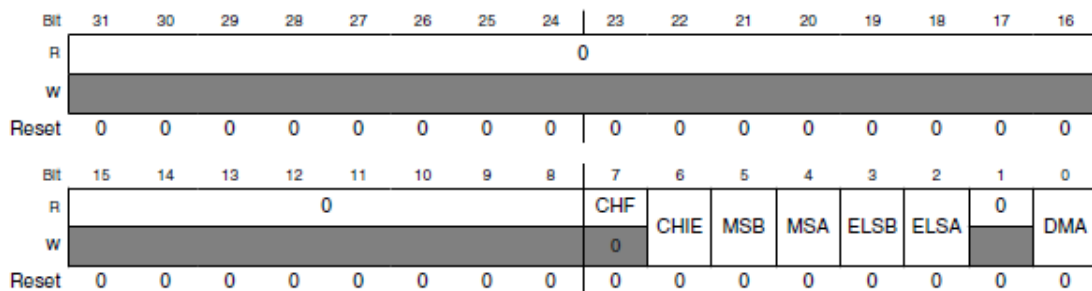 Bit 31 30 29 28 27 26 25 24 23 22 21 20 19 18 17 16
R 0
W
Reset 0 0 0 0 0 0 0 0 0 0 0 0 0 0 0 0
Bit 15 14 13 12 11 10 9 8 7 6 5 4 3 2 1 0
R 0 CHF CHIE MSB MSA ELSB ELSA 0 DMA
W 0
Reset 0 0 0 0 0 0 0 0 0 0 0 0 0 0 0 0